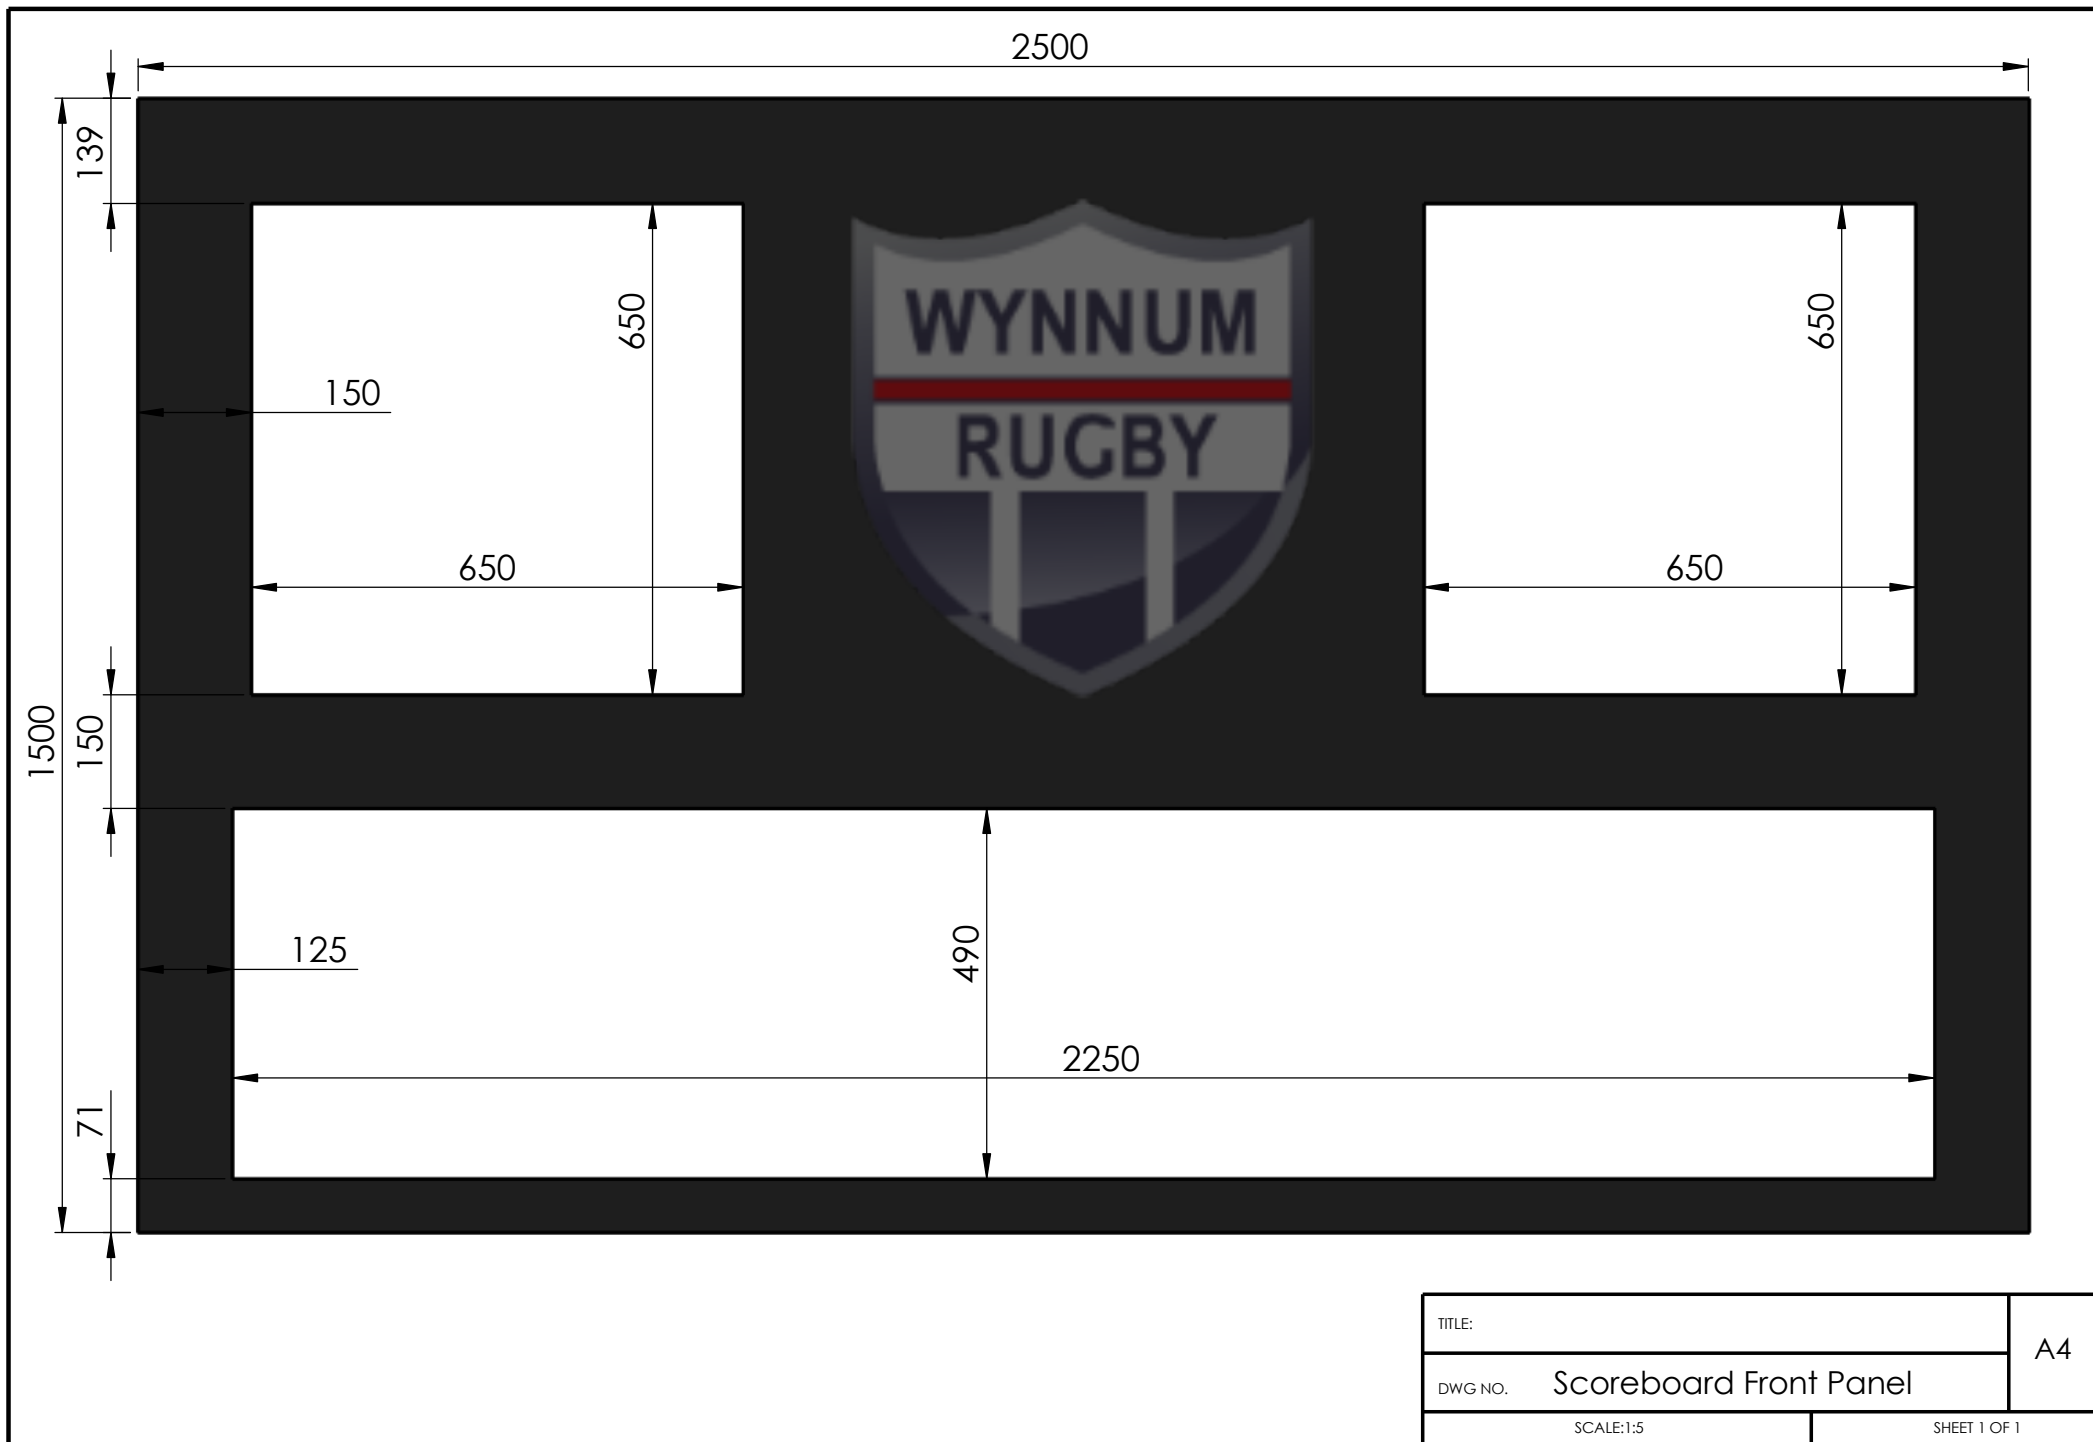 2500
139
650
650
WYNNUM
150
RUGBY
650
650
1500
150
490
125
2250
71
TITLE:
A4
DWG NO. Scoreboard Front Panel
SCALE:1:5
SHEET 1 OF 1